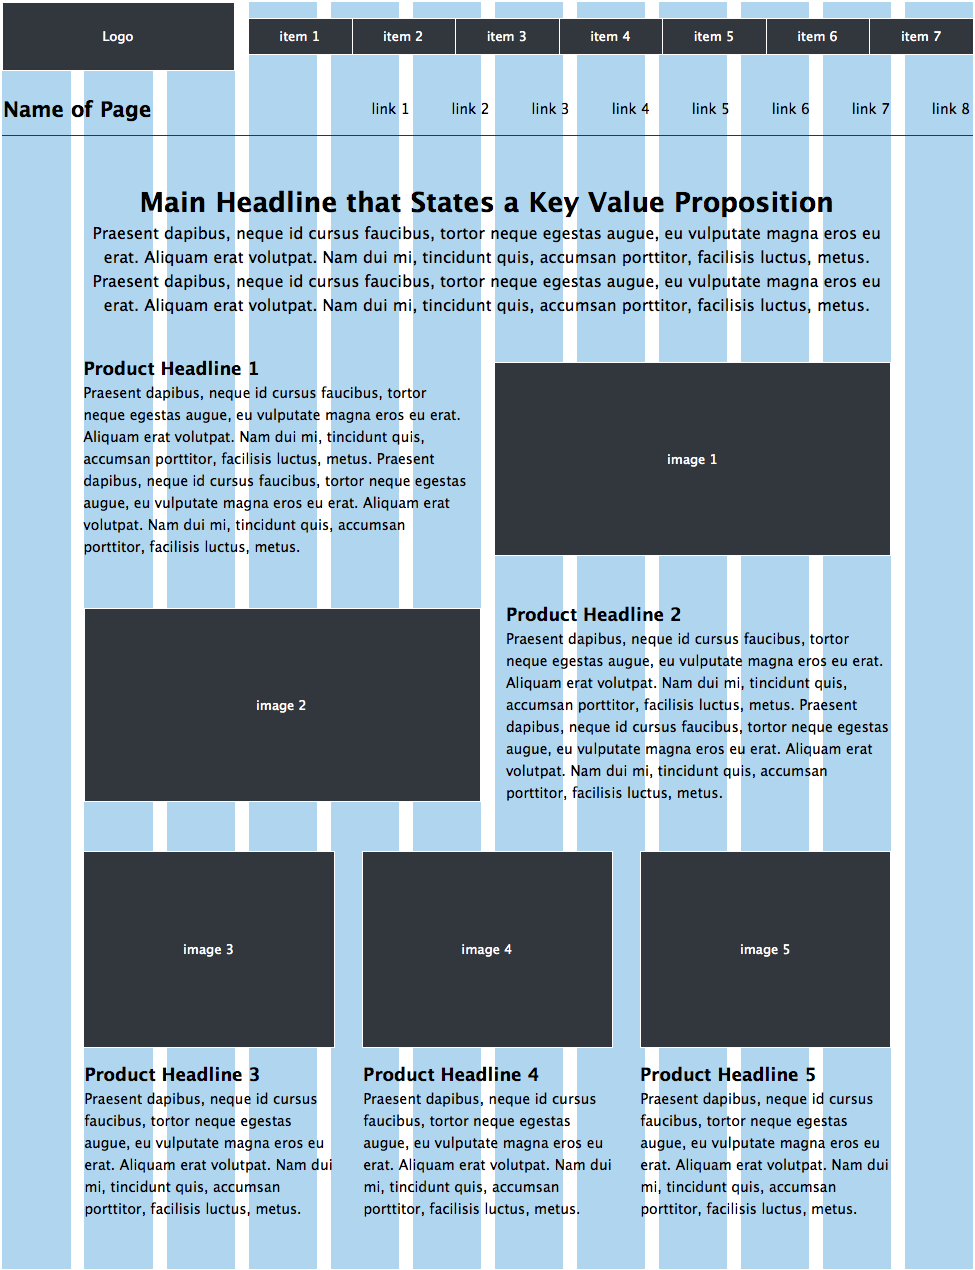 Logo
item 1 item 2 item 3 item 4 item 5 item 6 item 7
Name of Page
link 1 link 2 link 3 link 4 link 5 link 6 link 7 link 8
Main Headline that States a Key Value Proposition
Praesent dapibus, neque id cursus faucibus, tortor neque egestas augue, eu vulputate magna eros eu
erat. Aliquam erat volutpat. Nam dui mi, tincidunt quis, accumsan porttitor, facilisis luctus, metus.
Praesent dapibus, neque id cursus faucibus, tortor neque egestas augue, eu vulputate magna eros eu
erat. Aliquam erat volutpat. Nam dui mi, tincidunt quis, accumsan porttitor, facilisis luctus, metus.
Product Headline 1
Praesent dapibus, neque id cursus faucibus, tortor
neque egestas augue, eu vulputate magna eros eu erat.
Aliquam erat volutpat. Nam dui mi, tincidunt quis,
accumsan porttitor, facilisis luctus, metus. Praesent
dapibus, neque id cursus faucibus, tortor neque egestas
augue, eu vulputate magna eros eu erat. Aliquam erat
volutpat. Nam dui mi, tincidunt quis, accumsan
porttitor, facilisis luctus, metus.
image 1
image 2
Product Headline 2
Praesent dapibus, neque id cursus faucibus, tortor
neque egestas augue, eu vulputate magna eros eu erat.
Aliquam erat volutpat. Nam dui mi, tincidunt quis,
accumsan porttitor, facilisis luctus, metus. Praesent
dapibus, neque id cursus faucibus, tortor neque egestas
augue, eu vulputate magna eros eu erat. Aliquam erat
volutpat. Nam dui mi, tincidunt quis, accumsan
porttitor, facilisis luctus, metus.
image 3
Product Headline 3
Praesent dapibus, neque id cursus
faucibus, tortor neque egestas
augue, eu vulputate magna eros eu
erat. Aliquam erat volutpat. Nam dui
mi, tincidunt quis, accumsan
porttitor, facilisis luctus, metus.
image 4
Product Headline 4
Praesent dapibus, neque id cursus
faucibus, tortor neque egestas
augue, eu vulputate magna eros eu
erat. Aliquam erat volutpat. Nam dui
mi, tincidunt quis, accumsan
porttitor, facilisis luctus, metus.
image 5
Product Headline 5
Praesent dapibus, neque id cursus
faucibus, tortor neque egestas
augue, eu vulputate magna eros eu
erat. Aliquam erat volutpat. Nam dui
mi, tincidunt quis, accumsan
porttitor, facilisis luctus, metus.